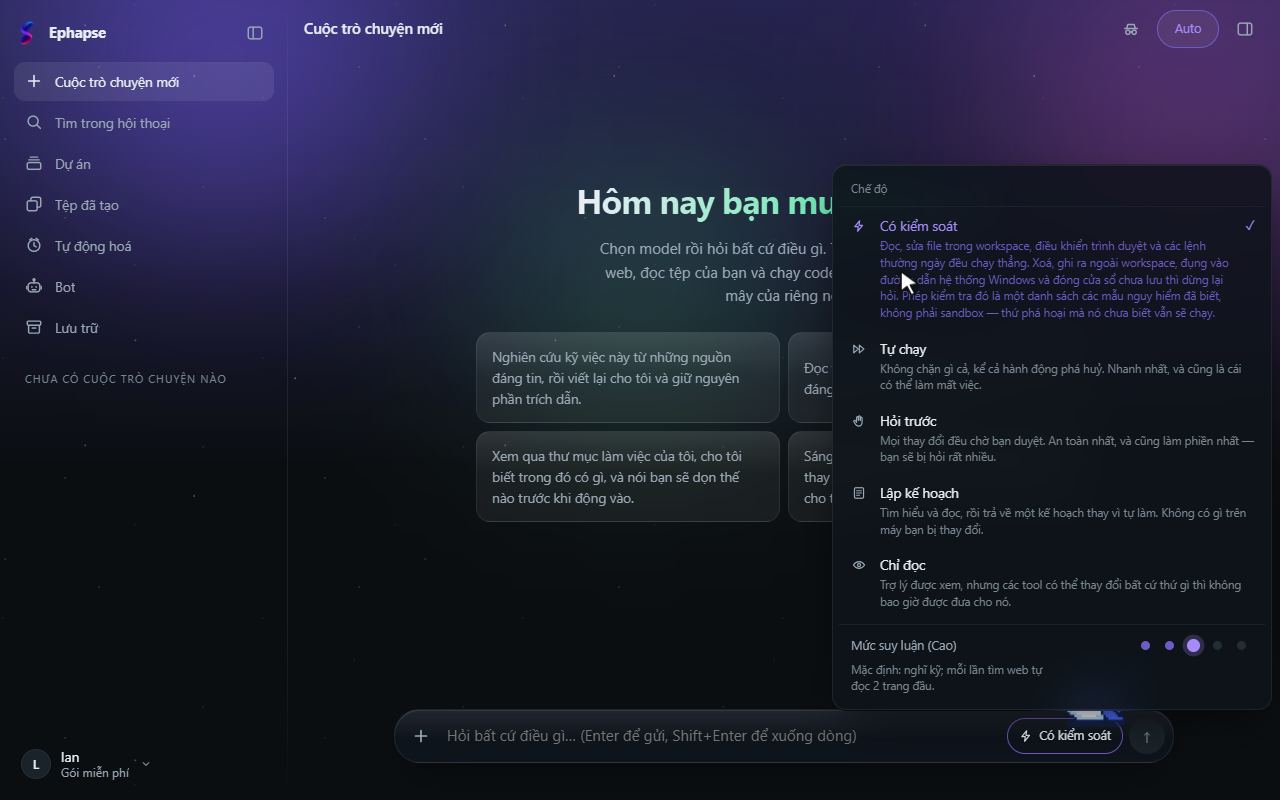 Ephapse
Cuộc trò chuyện mới
Tìm trong hội thoại
Dự án
Tệp đã tạo
Tự động hoá
Bot
Lưu trữ
CHƯA CÓ CUỘC TRÒ CHUYỆN NÀO
lan
Gói miễn phí
L
Cuộc trò chuyện mới
Auto
Hôm nay bạn mu
Chọn model rồi hỏi bất cứ điều gì.
web, đọc tệp của bạn và chạy code
mây của riêng
Nghiên cứu kỹ việc này từ những nguồn
đáng tin, rồi viết lại cho tôi và giữ nguyên
phần trích dẫn.
Đọc
đáng
Xem qua thư mục làm việc của tôi, cho tôi
biết trong đó có gì, và nói bạn sẽ dọn thế
nào trước khi động vào.
Sáng
thay
cho
Chế độ
Có kiểm soát
Đọc, sửa file trong workspace, điều khiển trình duyệt và các lệnh
thường ngày đều chạy thẳng. Xoá, ghi ra ngoài workspace, đụng vào
dẫn hệ thống Windows và đóng cửa sổ chưa lưu thì dừng lại
hỏi. Phép kiểm tra đó là một danh sách các mẫu nguy hiểm đã biết,
không phải sandbox — thứ phá hoại mà nó chưa biết vẫn sẽ chạy.
Tự chạy
Không chặn gì cả, kể cả hành động phá huỷ. Nhanh nhất, và cũng là cái
có thể làm mất việc.
Hỏi trước
Mọi thay đổi đều chờ bạn duyệt. An toàn nhất, và cũng làm phiền nhất —
bạn sẽ bị hỏi rất nhiều.
Lập kế hoạch
Tìm hiểu và đọc, rồi trả về một kế hoạch thay vì tự làm. Không có gì trên
máy bạn bị thay đổi.
Chỉ đọc
Trợ lý được xem, nhưng các tool có thể thay đổi bất cứ thứ gì thì không
bao giờ được đưa cho nó.
Mức suy luận (Cao)
Mặc định: nghĩ kỹ; mỗi lần tìm web tự
đọc 2 trang đầu.
Hỏi bất cứ điều gì... (Enter để gửi, Shift+Enter để xuống dòng)
Có kiểm soát